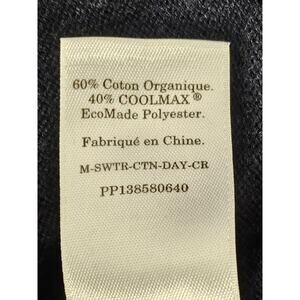 60% Coton Organique.
40% COOLMAX ®
EcoMade Polyester.
Fabriqué en Chine.
M-SWTR-CTN-DAY-CR
PP138580640